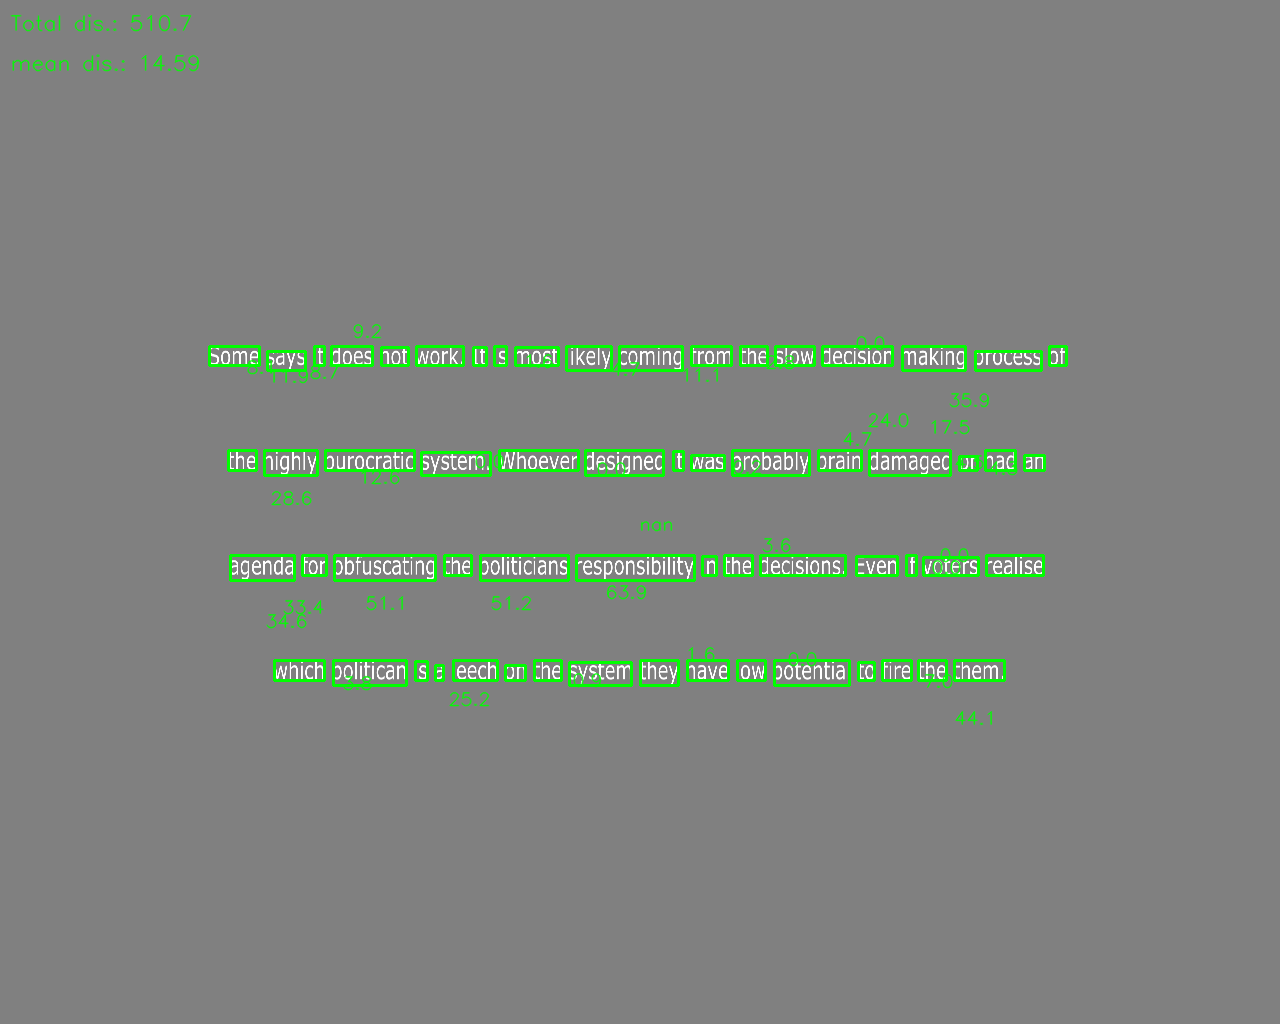 Total dis.: 510.7
mean dis.: 14.59
9.2
0.0
Some says it does not work. It is most likely coming from the slow decision making process of
11.9 8.7 11.1
35.9
24.0 17.5
4.7
the highly burocratic system. Whoever designed it was probably brain damaged or had an
12.6
28.6
nan
3.6
agenda for obfuscating the politicians responsibility in the decisions. Even if voters realise
63.9
33.4 51.1 51.2
34.6
1.6 0.0
which politican is a leech on the system they have low potential to fire the them.
25.2
44.1